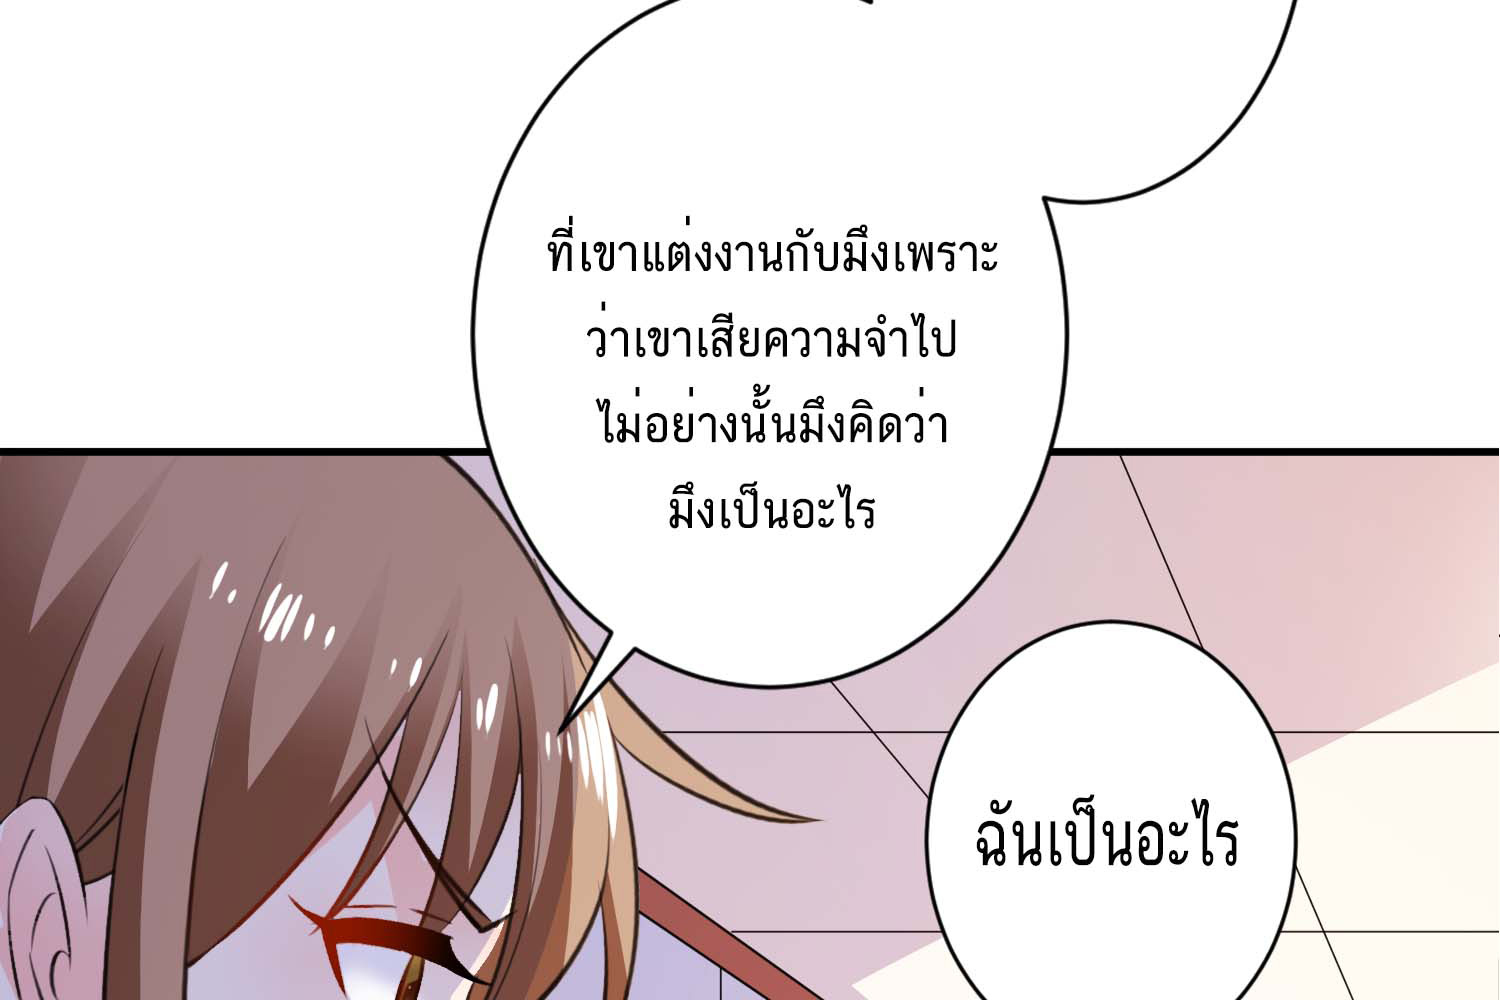 ที่เขาแต่งงานกับมึงเพราะ
ว่าเขาเสียความจำไป
ไม่อย่างนั้นมึงคิดว่า
มึงเป็นอะไร
ฉันเป็นอะไร